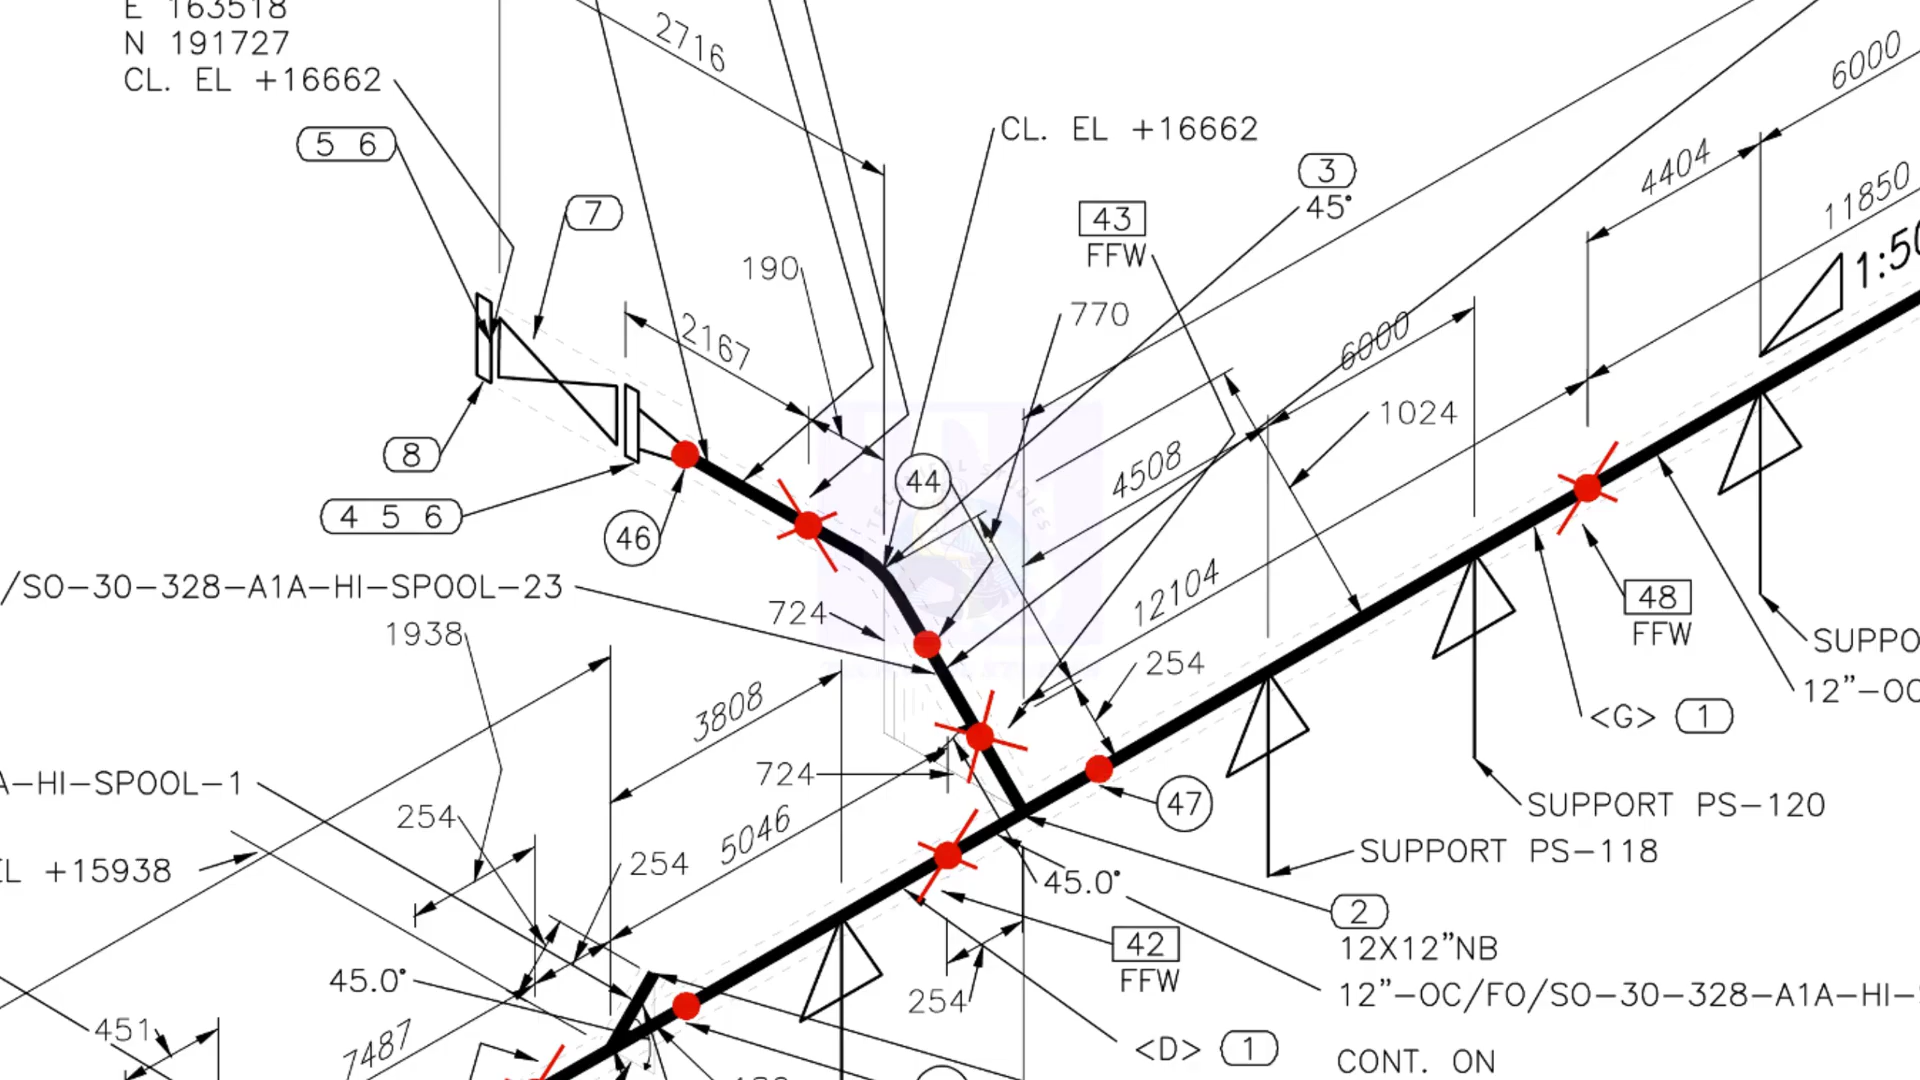 E 163518
N 191727
CL. EL +16662
5 6
7
2716
190
2167
CL. EL +16662
3
45°
43
FFW
770
6000
4404
11850
1:50
6000
1024
4508
44
8
4 5 6
46
/SO-30-328-A1A-HI-SPOOL-23
724
12104
48
FFW
1938
254
3808
<G> 1
12"-OC
SUPPO
724
A-HI-SPOOL-1
254
5046
47
SUPPORT PS-120
SUPPORT PS-118
EL +15938
254
45.0°
2
12X12"NB
12"-OC/FO/SO-30-328-A1A-HI-
42
FFW
45.0°
254
451
7487
<D> 1
CONT. ON